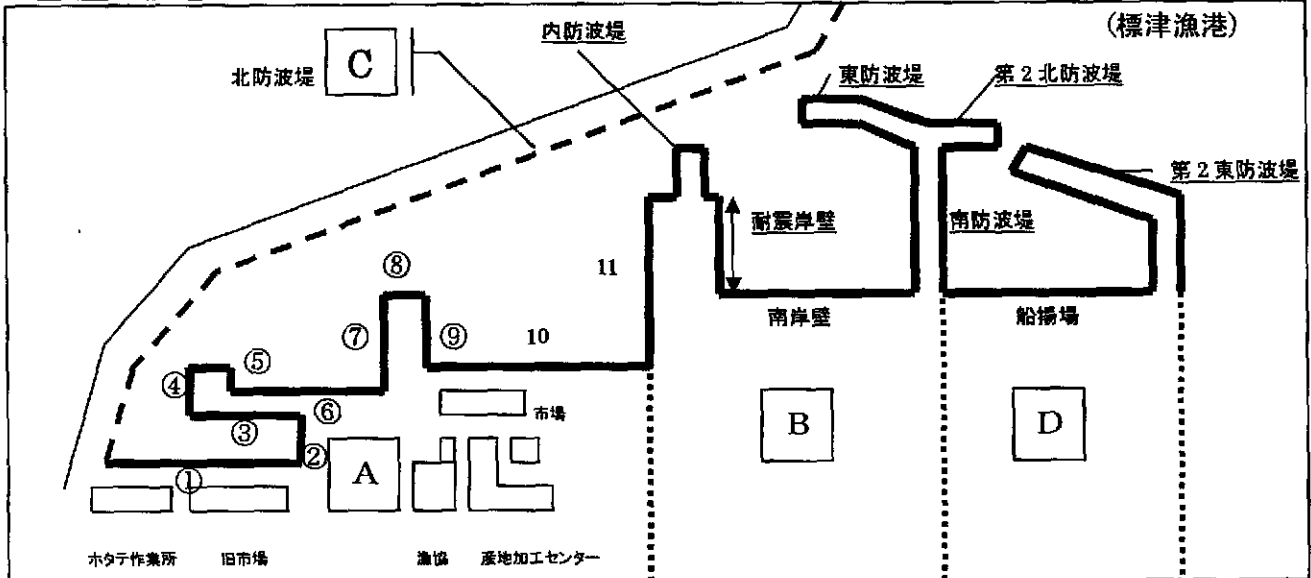 (標津漁港)
内防波堤
北防波堤
C
東防波堤
第2北防波堤
第2東防波堤
耐震岸壁
南防波堤
⑧
11
南岸壁
船揚場
⑦
⑨
10
⑤
④
⑥
市場
③
②
①
A
B
D
ホタテ作業所
旧市場
漁協
産地加工センター